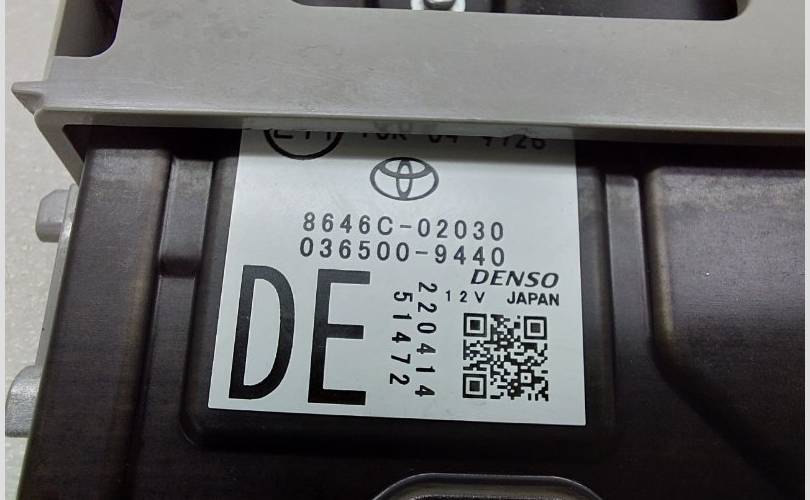 8646C-02030
036500-9440
DENSO
12V JAPAN
DE
220414
51472